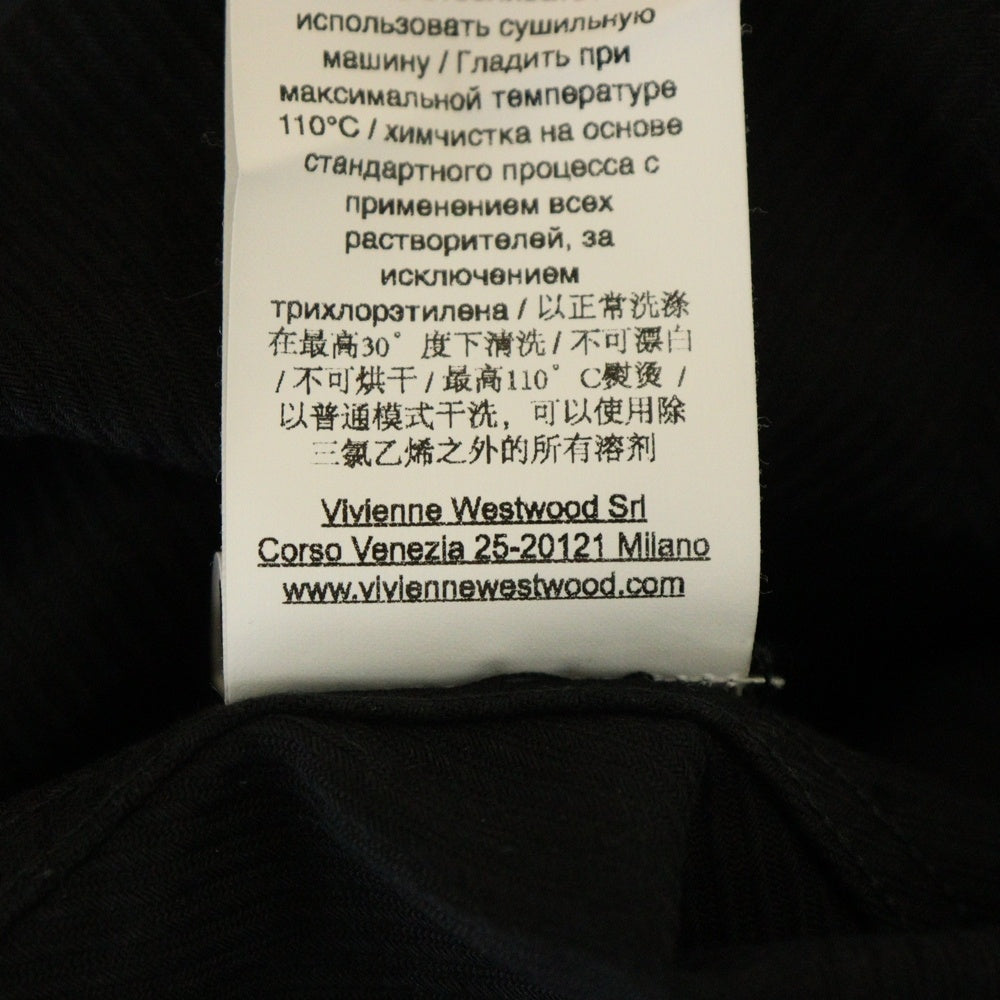 использовать сушильную
машину / Гладить при
максимальной температуре
110°C / химчистка на основе
стандартного процесса с
применением всех
растворителей, за
исключением
трихлорэтилена / 以正常洗涤
在最高30°度下清洗 / 不可漂白
/ 不可烘干 / 最高110°C熨烫 /
以普通模式干洗，可以使用除
三氯乙烯之外的所有溶剂
Vivienne Westwood Srl
Corso Venezia 25-20121 Milano
www.viviennewestwood.com